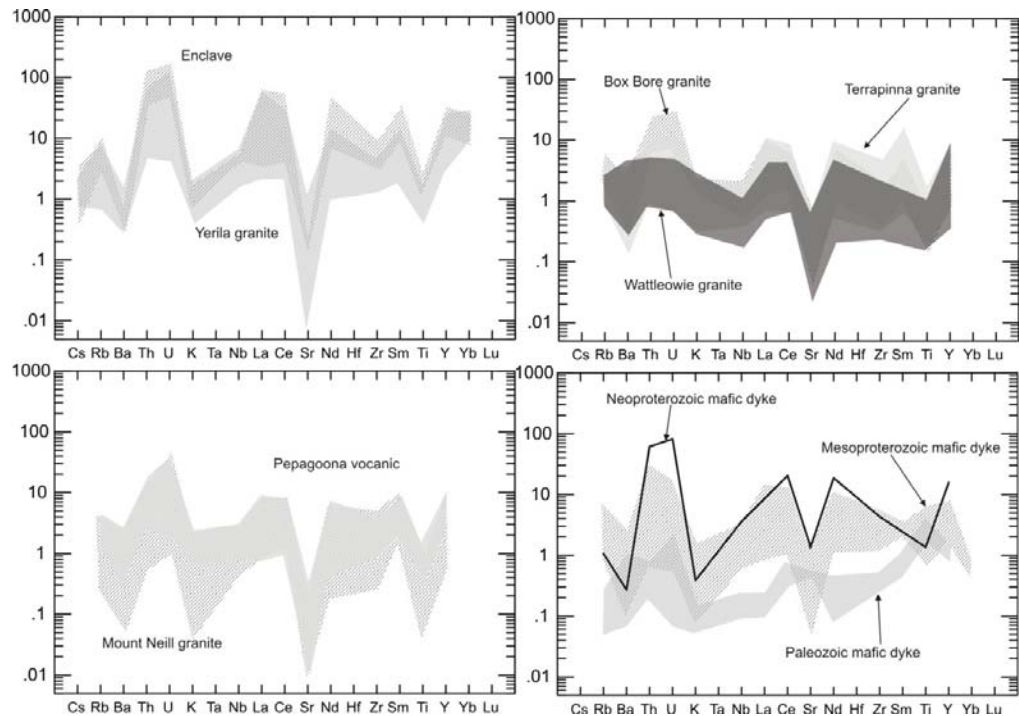 1000
100
10
1
.1
.01
Enclave
Yerila granite
Cs Rb Ba Th U K Ta Nb La Ce Sr Nd Hf Zr Sm Ti Y Yb Lu
1000
100
10
1
.1
.01
Box Bore granite
Terrapinna granite
Wattleowie granite
Cs Rb Ba Th U K Ta Nb La Ce Sr Nd Hf Zr Sm Ti Y Yb Lu
1000
100
10
1
.1
.01
Pepagoona vocanic
Mount Neill granite
Cs Rb Ba Th U K Ta Nb La Ce Sr Nd Hf Zr Sm Ti Y Yb Lu
1000
100
10
1
.1
.01
Neoproterozoic mafic dyke
Mesoproterozoic mafic dyke
Paleozoic mafic dyke
Cs Rb Ba Th U K Ta Nb La Ce Sr Nd Hf Zr Sm Ti Y Yb Lu